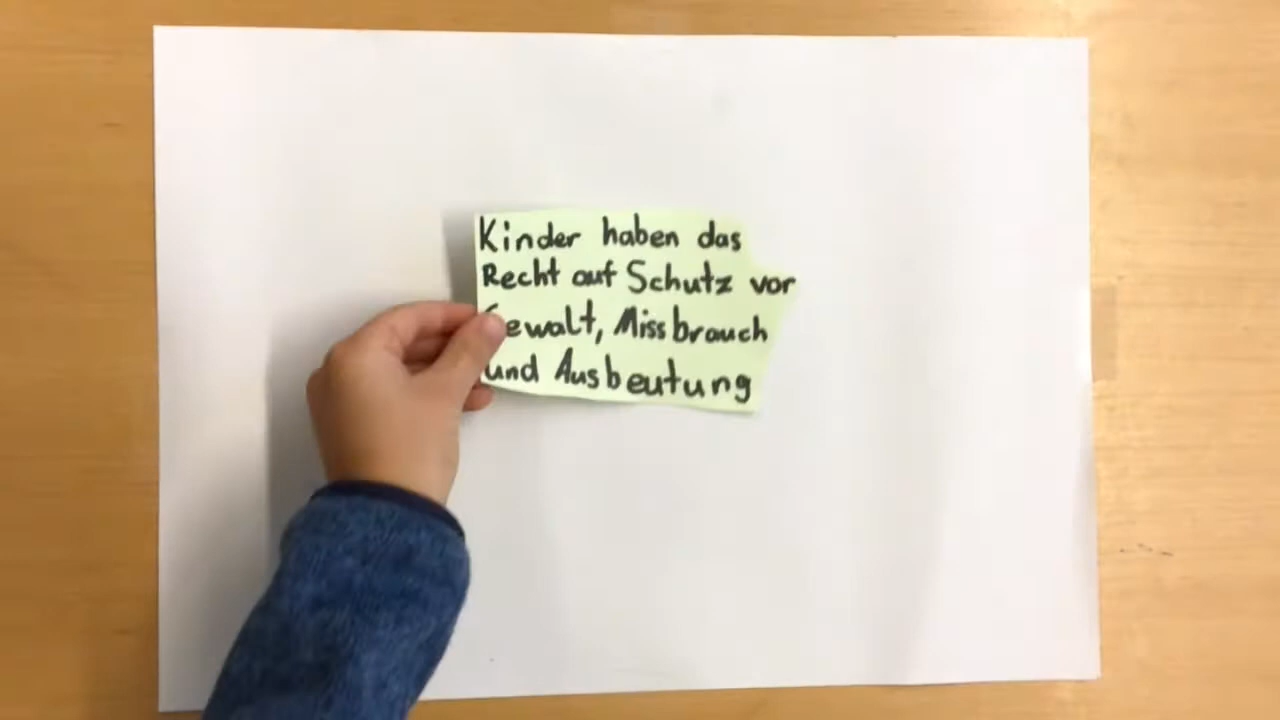 Kinder haben das
Recht auf Schutz vor
Gewalt, Missbrauch
und Ausbeutung